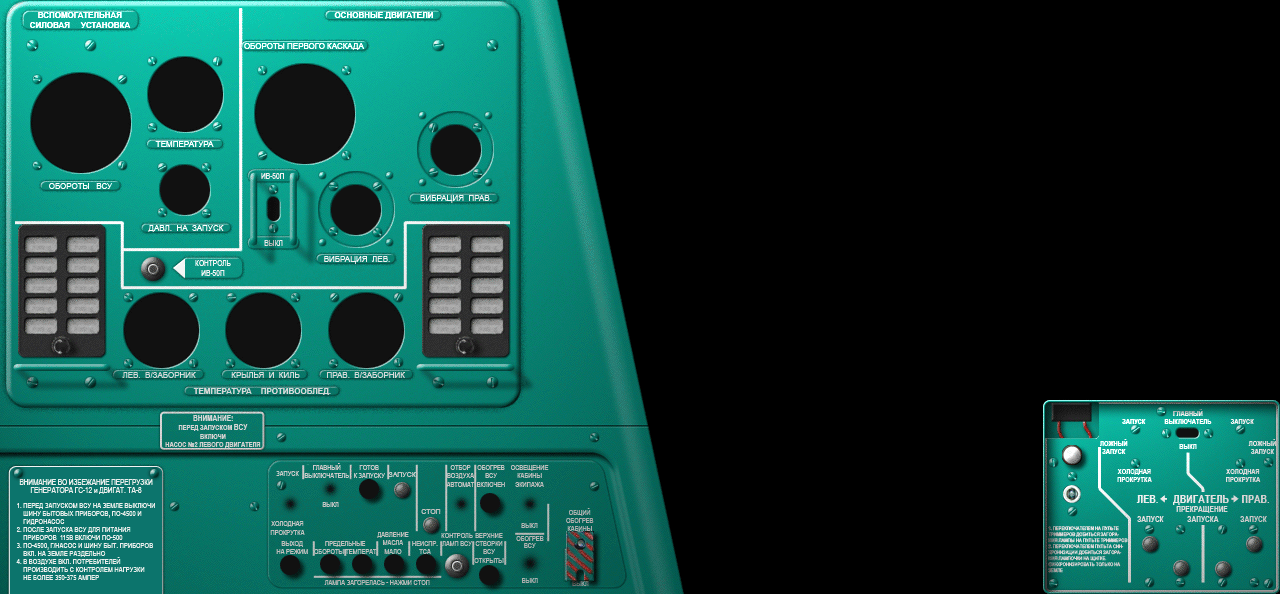 ВСПОМОГАТЕЛЬНАЯ
СИЛОВАЯ УСТАНОВКА
ОСНОВНЫЕ ДВИГАТЕЛИ
ОБОРОТЫ ПЕРВОГО КАСКАДА
ТЕМПЕРАТУРА
ОБОРОТЫ ВСУ
ДАВЛ. НА ЗАПУСК
ИВ-50П
ВЫКЛ
ВИБРАЦИЯ ПРАВ.
ВИБРАЦИЯ ЛЕВ.
КОНТРОЛЬ
ИВ-50П
ЛЕВ. В/ЗАБОРНИК
КРЫЛЬЯ И КИЛЬ
ПРАВ. В/ЗАБОРНИК
ТЕМПЕРАТУРА ПРОТИВООБЛЕД.
ВНИМАНИЕ!
ПЕРЕД ЗАПУСКОМ ВСУ
ВКЛЮЧИ
НАСОС №2 ЛЕВОГО ДВИГАТЕЛЯ
ВНИМАНИЕ ВО ИЗБЕЖАНИЕ ПЕРЕГРУЗКИ
ГЕНЕРАТОРА ГС-12 и ДВИГАТ. ТА-8
1. ПЕРЕД ЗАПУСКОМ ВСУ НА ЗЕМЛЕ ВЫКЛЮЧИ
ШИНУ БЫТОВЫХ ПРИБОРОВ, ПО-4500 И
ГИДРОНАСОС
2. ПОСЛЕ ЗАПУСКА ВСУ ДЛЯ ПИТАНИЯ
ПРИБОРОВ 115В ВКЛЮЧИ ПО-500
3. ПО-4500, ГНАСОС И ШИНУ БЫТ. ПРИБОРОВ
ВКЛ. НА ЗЕМЛЕ РАЗДЕЛЬНО
4. В ВОЗДУХЕ ВКЛ. ПОТРЕБИТЕЛЕЙ
ПРОИЗВОДИТЬ С КОНТРОЛЕМ НАГРУЗКИ
НЕ БОЛЕЕ 350-375 АМПЕР
ЗАПУСК
ГЛАВНЫЙ
ВЫКЛЮЧАТЕЛЬ
ГОТОВ
К ЗАПУСКУ
ЗАПУСК
ОТБОР
ВОЗДУХА
АВТОМАТ
ОБОГРЕВ
ВСУ
ВКЛЮЧЕН
ОСВЕЩЕНИЕ
КАБИНЫ
ЭКИПАЖА
ВЫКЛ
ХОЛОДНАЯ
ПРОКРУТКА
СТОП
ВЫКЛ
ОБЩИЙ
ОБОГРЕВ
КАБИНЫ
ВЫХОД
НА РЕЖИМ
ПРЕДЕЛЬНЫЕ
ОБОРОТЫ
ТЕМПЕРАТ
ДАВЛЕНИЕ
МАСЛА
МАЛО
НЕИСПР.
ТСА
КОНТРОЛЬ
ЛАМП ВСУ
ВЕРХНИЕ
СТВОРКИ
ВСУ
ОТКРЫТЫ
ОБОГРЕВ
ВСУ
ВЫКЛ
ЛАМПА ЗАГОРЕЛАСЬ - НАЖМИ СТОП
ЗАПУСК
ГЛАВНЫЙ
ВЫКЛЮЧАТЕЛЬ
ЗАПУСК
ВЫКЛ
ЛОЖНЫЙ
ЗАПУСК
ЛОЖНЫЙ
ЗАПУСК
ХОЛОДНАЯ
ПРОКРУТКА
ХОЛОДНАЯ
ПРОКРУТКА
ЛЕВ. ДВИГАТЕЛЬ ПРАВ.
ПРЕКРАЩЕНИЕ
ЗАПУСК
ЗАПУСКА
ЗАПУСК